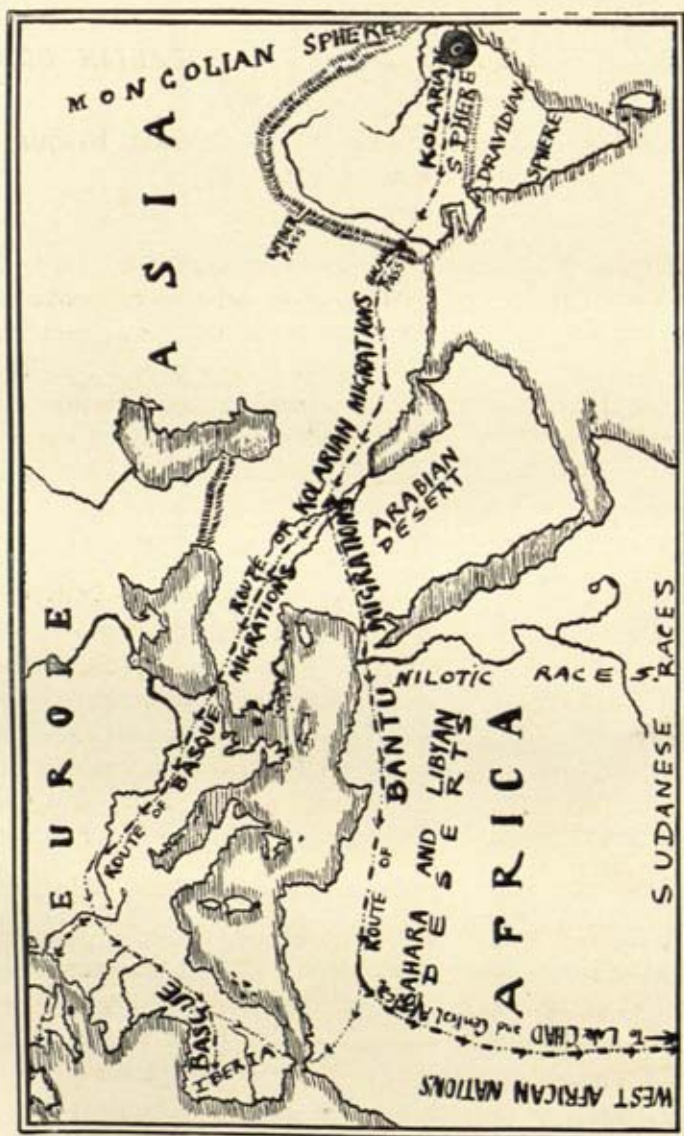 EUROPE
ASIA
MONGOLIAN SPHERE
PASS
PASS
KOLARIAN
SPHERE
DRAVIDIAN
SPHERE
ROUTE OF KOLARIAN MIGRATIONS
ROUTE OF BASQUE MIGRATIONS
BASQUE
IBERIA
ARABIAN
DESERT
ROUTE OF BANTU MIGRATIONS
SAHARA AND LIBYAN
DESERTS
AFRICA
NILOTIC RACES.
SUDANESE RACES
To Lake CHAD
and Central Africa
WEST AFRICAN NATIONS